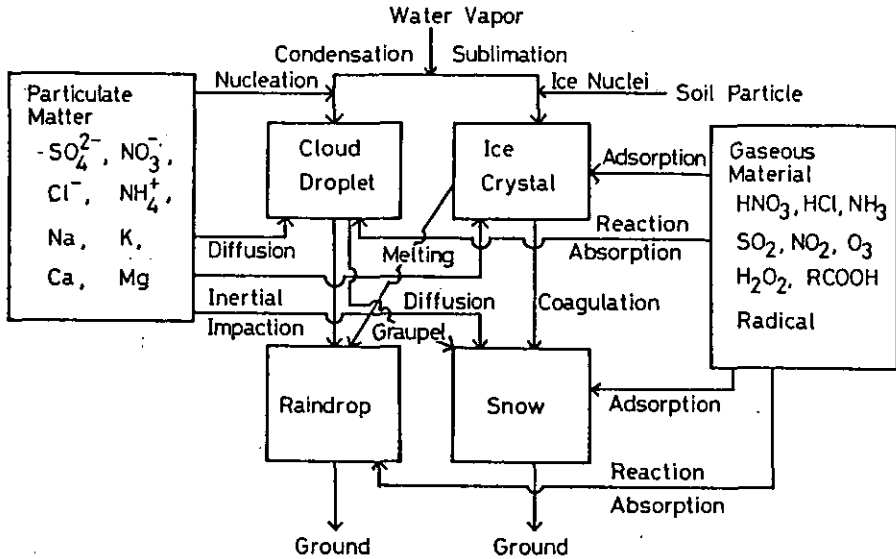 Water Vapor
Condensation Sublimation
Nucleation
Ice Nuclei
Soil Particle
Particulate
Matter
SO₄²⁻, NO₃⁻,
Cl⁻ NH₄⁺,
Na, K,
Ca, Mg
Cloud
Droplet
Ice
Crystal
Adsorption
Gaseous
Material
HNO₃, HCl, NH₃
SO₂, NO₂, O₃
H₂O₂, RCOOH
Radical
Diffusion
Melting
Reaction
Absorption
Inertial
Impaction
Diffusion
Coagulation
Graupel
Raindrop
Snow
Adsorption
Reaction
Absorption
Ground
Ground